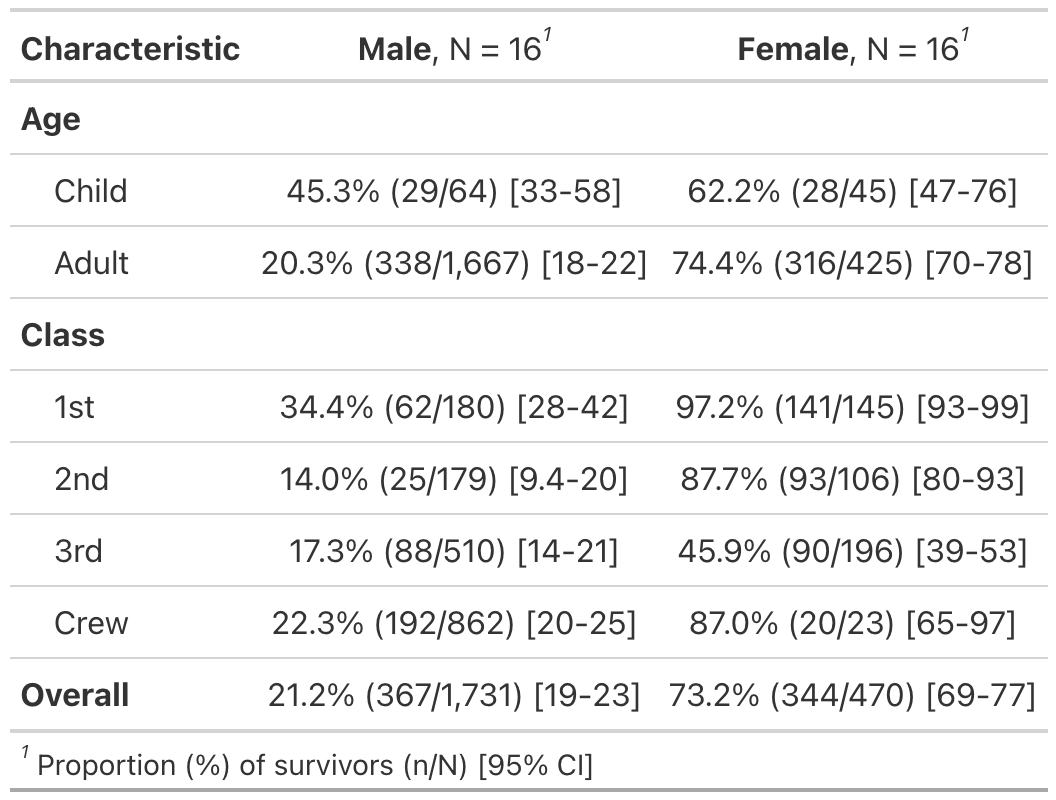 Characteristic Male, N = 16¹ Female, N = 16¹
Age
Child 45.3% (29/64) [33-58] 62.2% (28/45) [47-76]
Adult 20.3% (338/1,667) [18-22] 74.4% (316/425) [70-78]
Class
1st 34.4% (62/180) [28-42] 97.2% (141/145) [93-99]
2nd 14.0% (25/179) [9.4-20] 87.7% (93/106) [80-93]
3rd 17.3% (88/510) [14-21] 45.9% (90/196) [39-53]
Crew 22.3% (192/862) [20-25] 87.0% (20/23) [65-97]
Overall 21.2% (367/1,731) [19-23] 73.2% (344/470) [69-77]
¹ Proportion (%) of survivors (n/N) [95% CI]